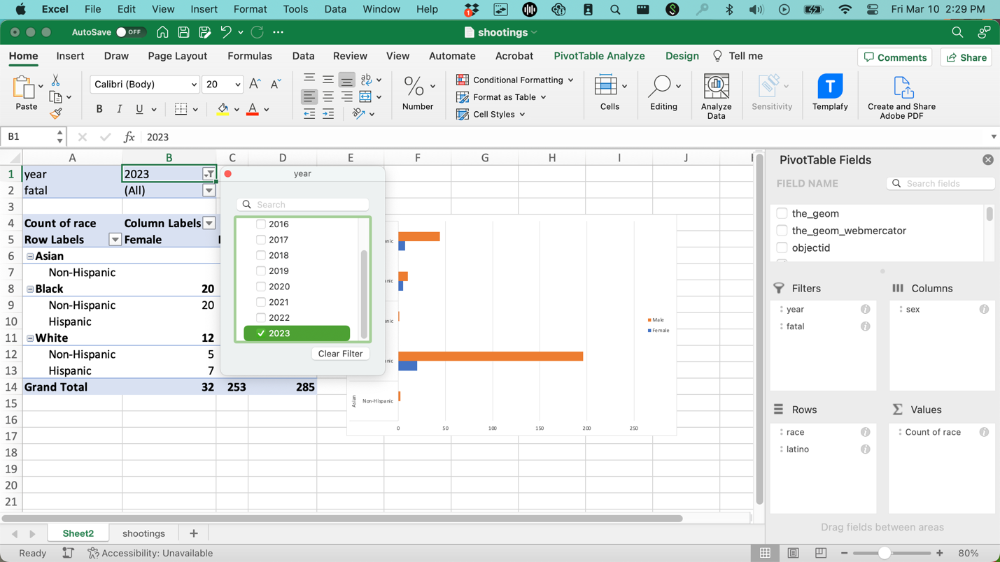 Excel File Edit View Insert Format Tools Data Window Help 1 Fri Mar 10 2:29 PM
AutoSave OFF shootings
Home Insert Draw Page Layout Formulas Data Review View Automate Acrobat PivotTable Analyze Design Tell me Comments Share
Paste
Calibri (Body) 20
B I U
Number
Conditional Formatting
Format as Table
Cell Styles
Cells
Editing
Analyze
Data
Sensitivity
Templafy
Create and Share
Adobe PDF
B1 fx 2023
A B C D E F G H I J
1 year 2023
2 fatal (All)
3
4 Count of race Column Labels
5 Row Labels Female
6 Asian
7 Non-Hispanic
8 Black 20
9 Non-Hispanic 20
10 Hispanic
11 White 12
12 Non-Hispanic 5
13 Hispanic 7
14 Grand Total 32 253 285
15
16
17
18
19
20
21
year
Search
2016
2017
2018
2019
2020
2021
2022
2023
Clear Filter
Male
Female
Asian Non-Hispanic
0 50 100 150 200 250
PivotTable Fields
FIELD NAME Search fields
the_geom
the_geom_webmercator
objectid
Filters
year
fatal
Columns
sex
Rows
race
latino
Values
Count of race
Drag fields between areas
Sheet2 shootings +
Ready Accessibility: Unavailable 80%